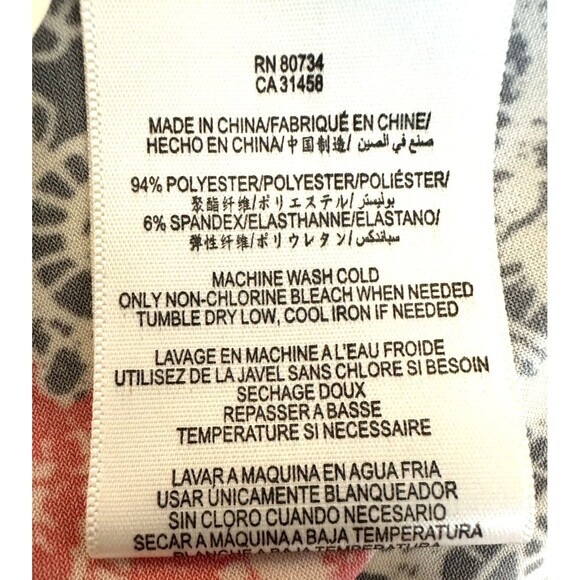 RN 80734
CA 31458
MADE IN CHINA/FABRIQUÉ EN CHINE/
HECHO EN CHINA/中国制造/ صنع في الصين/
94% POLYESTER/POLYESTER/POLIÉSTER/
聚酯纤维/ポリエステル/ بوليستر/
6% SPANDEX/ELASTHANNE/ELASTANO/
弹性纤维/ポリウレタン/ سباندكس/
MACHINE WASH COLD
ONLY NON-CHLORINE BLEACH WHEN NEEDED
TUMBLE DRY LOW, COOL IRON IF NEEDED
LAVAGE EN MACHINE A L'EAU FROIDE
UTILISEZ DE LA JAVEL SANS CHLORE SI BESOIN
SECHAGE DOUX
REPASSER A BASSE
TEMPERATURE SI NECESSAIRE
LAVAR A MAQUINA EN AGUA FRIA
USAR ÚNICAMENTE BLANQUEADOR
SIN CLORO CUANDO NECESARIO
SECAR A MÁQUINA A BAJA TEMPERATURA
PLANCHE A BAJA TEMPERATURA